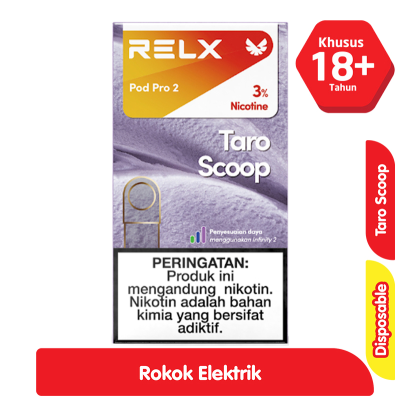 RELX
Pod Pro 2
3%
Nicotine
Taro
Scoop
Penyesuaian daya
menggunakan Infinity 2
PERINGATAN:
Produk ini
mengandung nikotin.
Nikotin adalah bahan
kimia yang bersifat
adiktif.
Khusus
18+
Tahun
Taro Scoop
Disposable
Rokok Elektrik